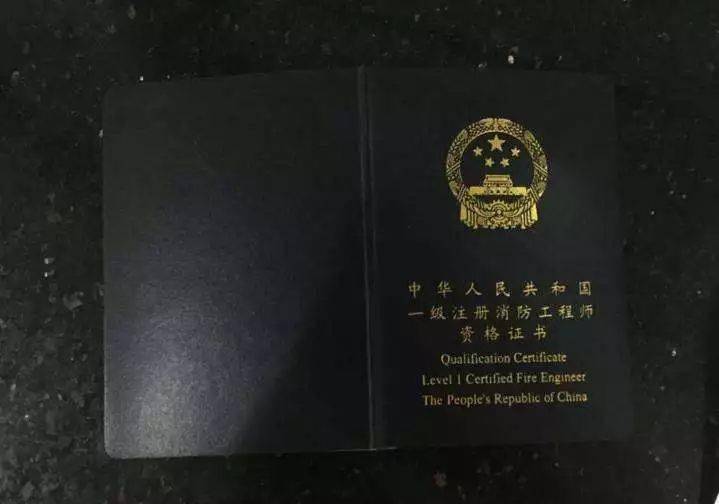 中华人民共和国
一级注册消防工程师
资格证书
Qualification Certificate
Level 1 Certified Fire Engineer
The People's Republic of China